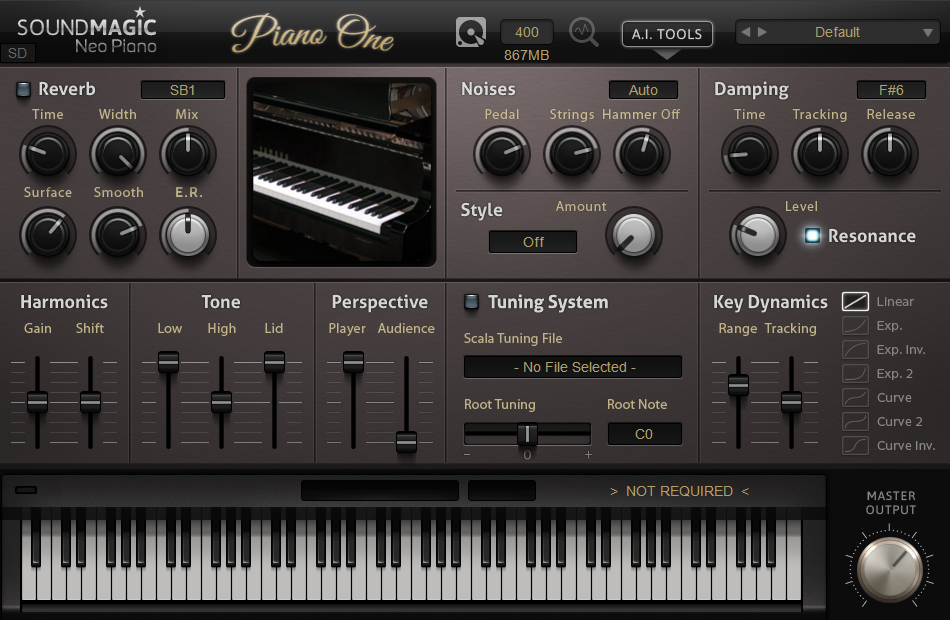 SOUNDMAGIC
Neo Piano
SD
Piano One
400
867MB
A.I. TOOLS
Default
Reverb
SB1
Time Width Mix
Surface Smooth E.R.
Noises
Auto
Pedal Strings Hammer Off
Style
Amount
Off
Damping
F#6
Time Tracking Release
Level
Resonance
Harmonics
Gain Shift
Tone
Low High Lid
Perspective
Player Audience
Tuning System
Scala Tuning File
- No File Selected -
Root Tuning
Root Note
C0
− 0 +
Key Dynamics
Range Tracking
Linear
Exp.
Exp. Inv.
Exp. 2
Curve
Curve 2
Curve Inv.
> NOT REQUIRED <
MASTER
OUTPUT